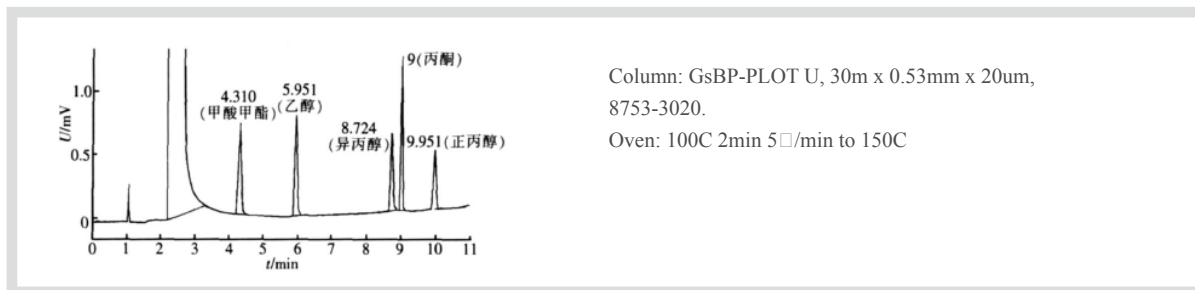 4.310
(甲酸甲酯)
5.951
(乙醇)
8.724
(异丙醇)
9(丙酮)
9.951(正丙醇)
U/mV
1.0
0.5
0
0 1 2 3 4 5 6 7 8 9 10 11
t/min
Column: GsBP-PLOT U, 30m x 0.53mm x 20um,
8753-3020.
Oven: 100C 2min 5□/min to 150C